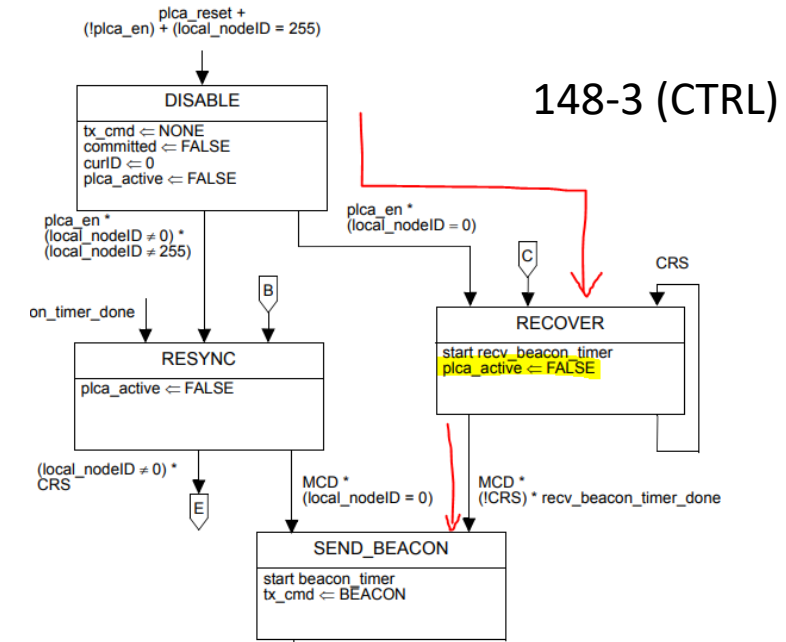 plca_reset +
(!plca_en) + (local_nodeID = 255)
148-3 (CTRL)
DISABLE
tx_cmd ⇐ NONE
committed ⇐ FALSE
curID ⇐ 0
plca_active ⇐ FALSE
plca_en *
(local_nodeID ≠ 0) *
(local_nodeID ≠ 255)
plca_en *
(local_nodeID = 0)
C
CRS
B
on_timer_done
RECOVER
start recv_beacon_timer
plca_active ⇐ FALSE
RESYNC
plca_active ⇐ FALSE
(local_nodeID ≠ 0) *
CRS
E
MCD *
(local_nodeID = 0)
MCD *
(!CRS) * recv_beacon_timer_done
SEND_BEACON
start beacon_timer
tx_cmd ⇐ BEACON